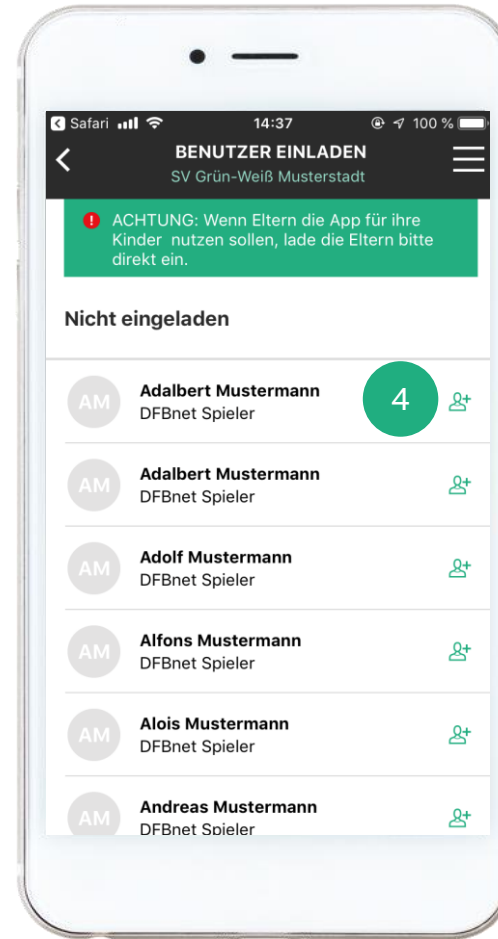 Safari 14:37 100 %
BENUTZER EINLADEN
SV Grün-Weiß Musterstadt
ACHTUNG: Wenn Eltern die App für ihre
Kinder nutzen sollen, lade die Eltern bitte
direkt ein.
Nicht eingeladen
AM Adalbert Mustermann 4
DFBnet Spieler
AM Adalbert Mustermann
DFBnet Spieler
AM Adolf Mustermann
DFBnet Spieler
AM Alfons Mustermann
DFBnet Spieler
AM Alois Mustermann
DFBnet Spieler
AM Andreas Mustermann
DFBnet Spieler